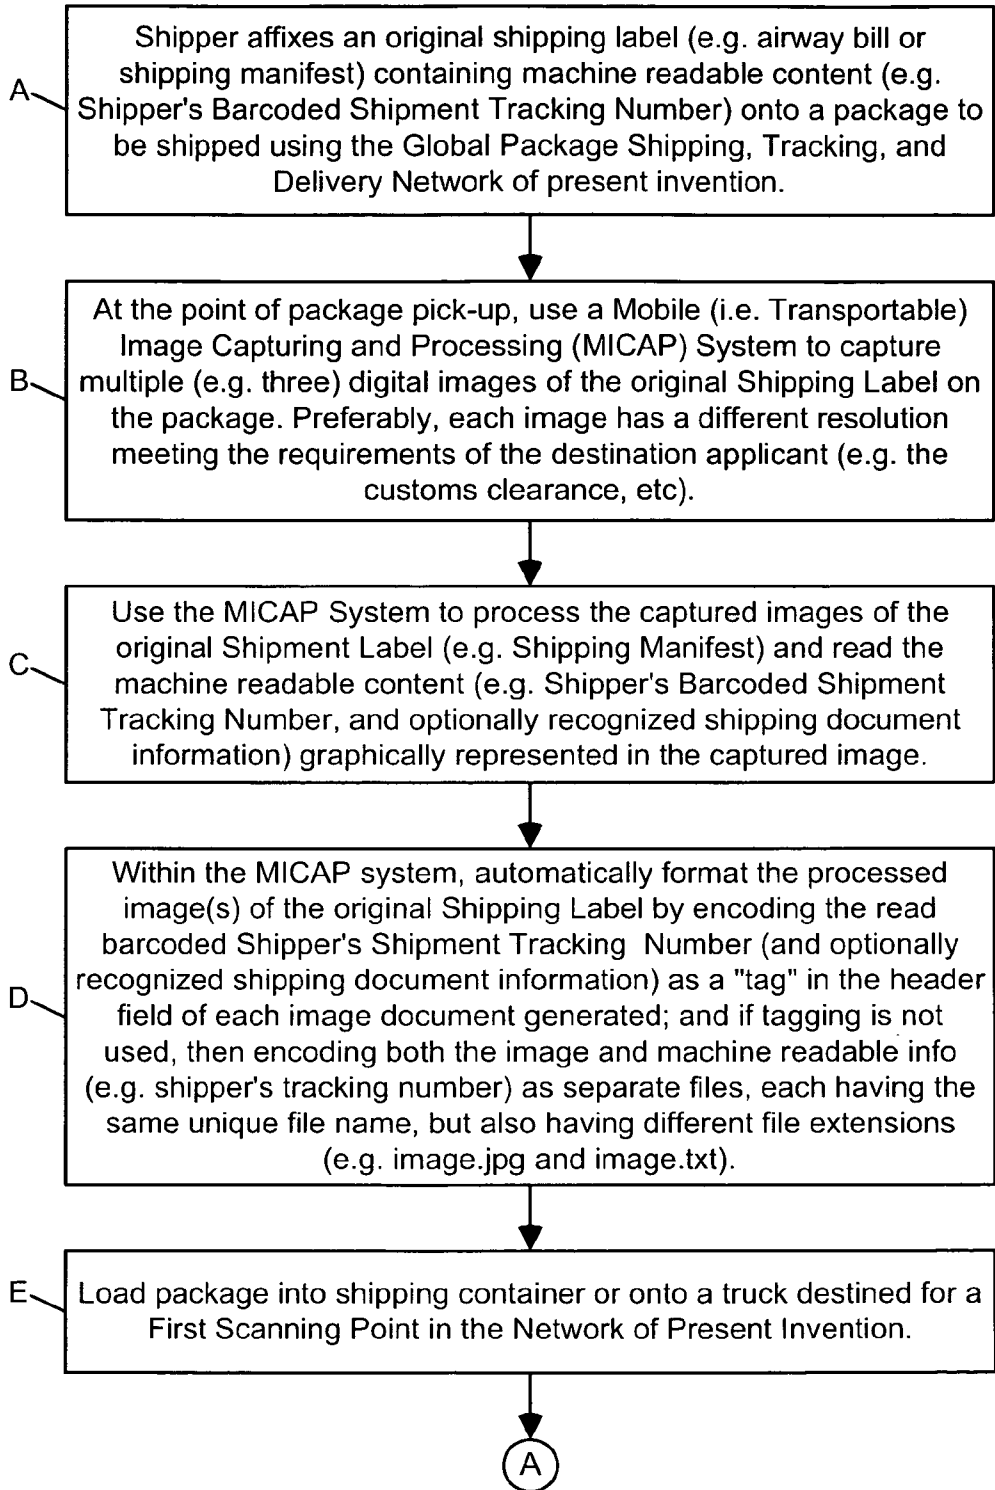 Shipper affixes an original shipping label (e.g. airway bill or
shipping manifest) containing machine readable content (e.g.
A
Shipper's Barcoded Shipment Tracking Number) onto a package to
be shipped using the Global Package Shipping, Tracking, and
Delivery Network of present invention.
At the point of package pick-up, use a Mobile (i.e. Transportable)
Image Capturing and Processing (MICAP) System to capture
B
multiple (e.g. three) digital images of the original Shipping Label on
the package. Preferably, each image has a different resolution
meeting the requirements of the destination applicant (e.g. the
customs clearance, etc).
Use the MICAP System to process the captured images of the
original Shipment Label (e.g. Shipping Manifest) and read the
C
machine readable content (e.g. Shipper's Barcoded Shipment
Tracking Number, and optionally recognized shipping document
information) graphically represented in the captured image.
Within the MICAP system, automatically format the processed
image(s) of the original Shipping Label by encoding the read
barcoded Shipper's Shipment Tracking Number (and optionally
recognized shipping document information) as a "tag" in the header
D
field of each image document generated; and if tagging is not
used, then encoding both the image and machine readable info
(e.g. shipper's tracking number) as separate files, each having the
same unique file name, but also having different file extensions
(e.g. image.jpg and image.txt).
E
Load package into shipping container or onto a truck destined for a
First Scanning Point in the Network of Present Invention.
A